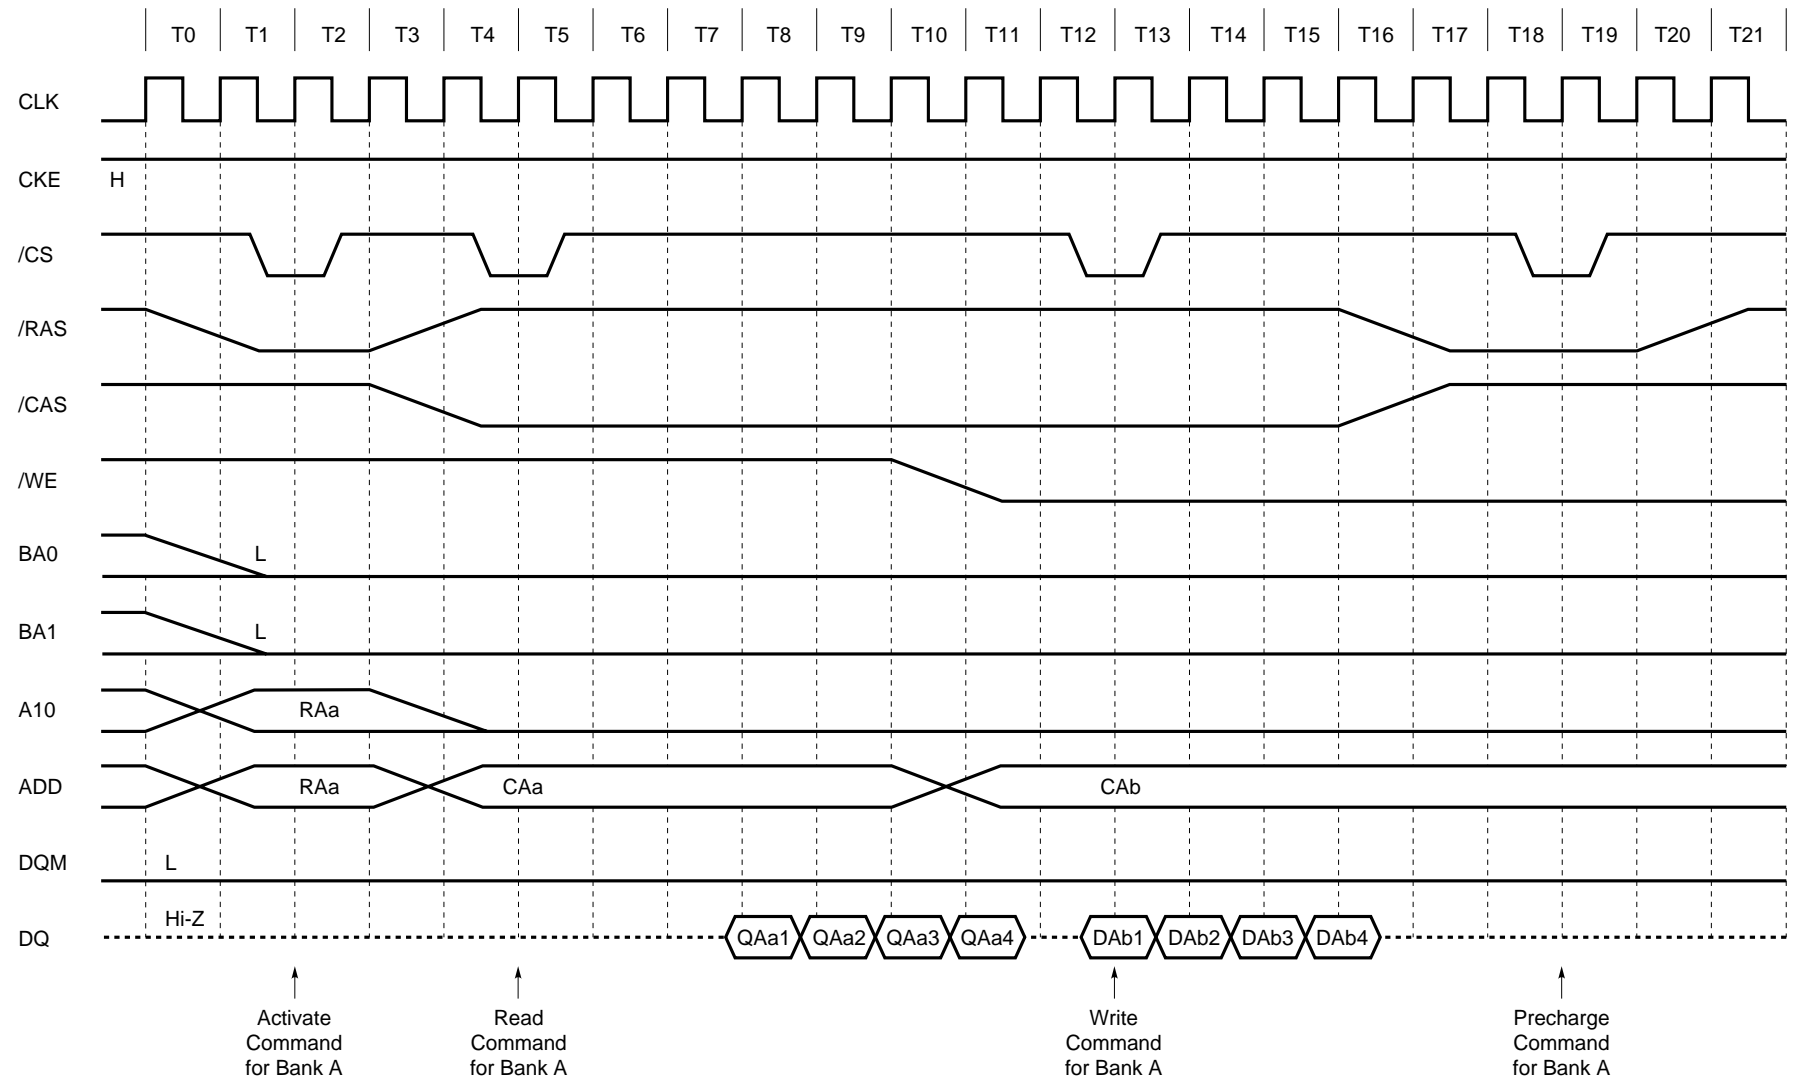 T0 T1 T2 T3 T4 T5 T6 T7 T8 T9 T10 T11 T12 T13 T14 T15 T16 T17 T18 T19 T20 T21
CLK
CKE H
/CS
/RAS
/CAS
/WE
BA0 L
BA1 L
A10 RAa
ADD RAa CAa CAb
DQM L
Hi-Z
DQ QAa1 QAa2 QAa3 QAa4 DAb1 DAb2 DAb3 DAb4
Activate
Command
for Bank A
Read
Command
for Bank A
Write
Command
for Bank A
Precharge
Command
for Bank A